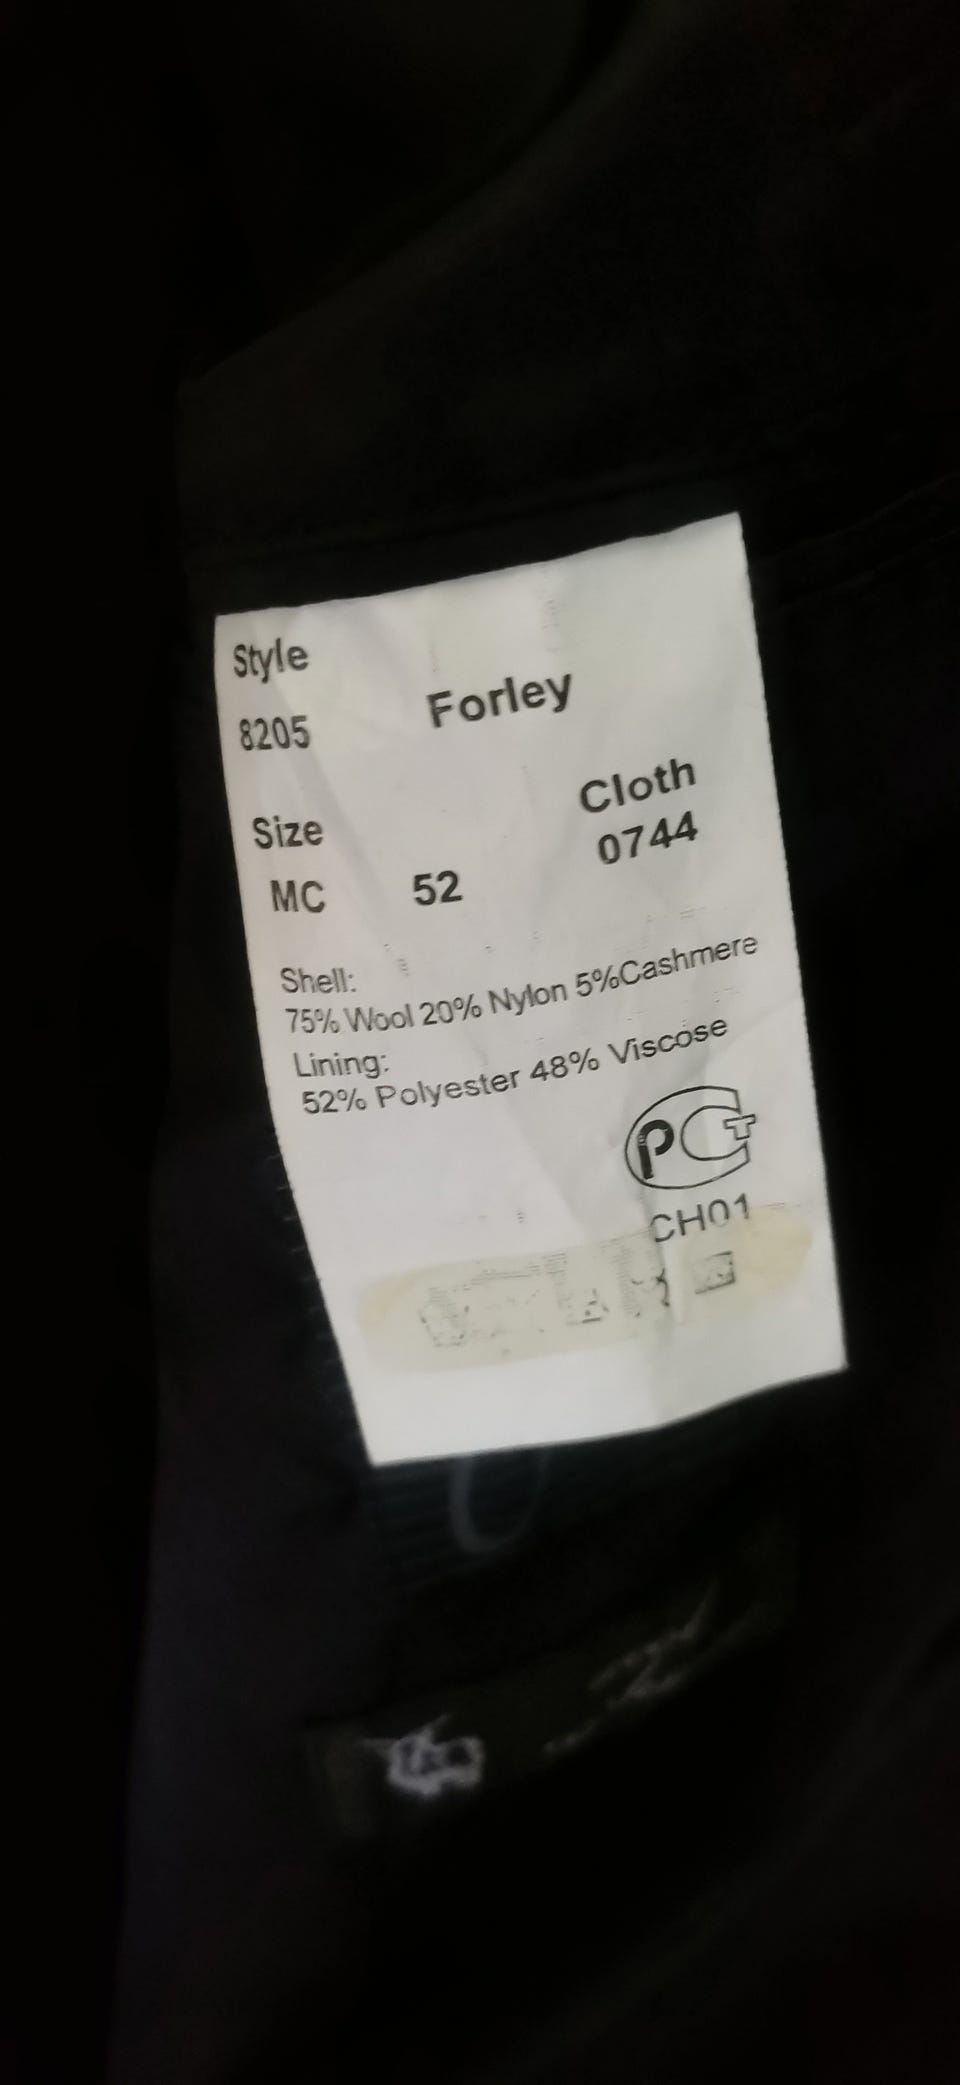 Style
8205 Forley
Size Cloth
MC 52 0744
Shell:
75% Wool 20% Nylon 5%Cashmere
Lining:
52% Polyester 48% Viscose
PCT
CH01